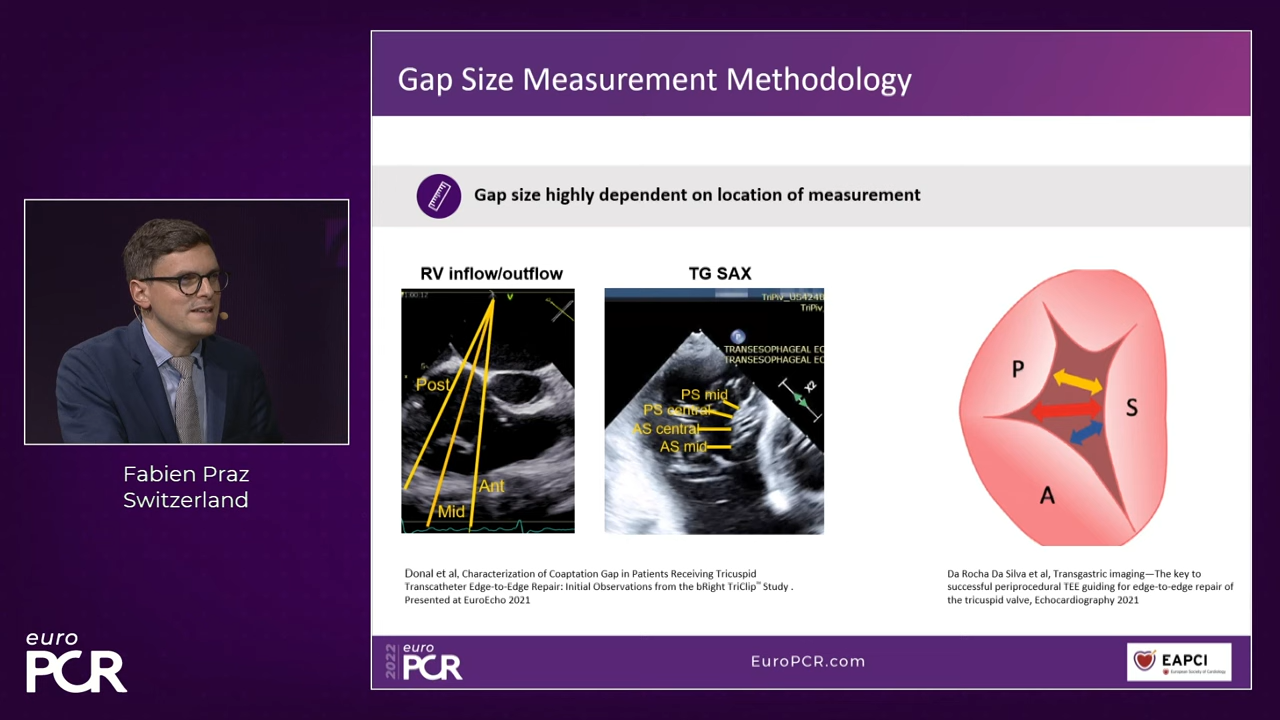 Gap Size Measurement Methodology
Gap size highly dependent on location of measurement
RV inflow/outflow
Post
Mid
Ant
TG SAX
TRANSESOPHAGEAL EC
TRANSESOPHAGEAL EC
X2
PS mid
PS central
AS central
AS mid
P
S
A
Donal et al, Characterization of Coaptation Gap in Patients Receiving Tricuspid
Transcatheter Edge-to-Edge Repair: Initial Observations from the bRight TriClip™ Study .
Presented at EuroEcho 2021
Da Rocha Da Silva et al, Transgastric imaging—The key to
successful periprocedural TEE guiding for edge-to-edge repair of
the tricuspid valve, Echocardiography 2021
Fabien Praz
Switzerland
euro
PCR
2022
euro
PCR
EuroPCR.com
EAPCI
European Society of Cardiology